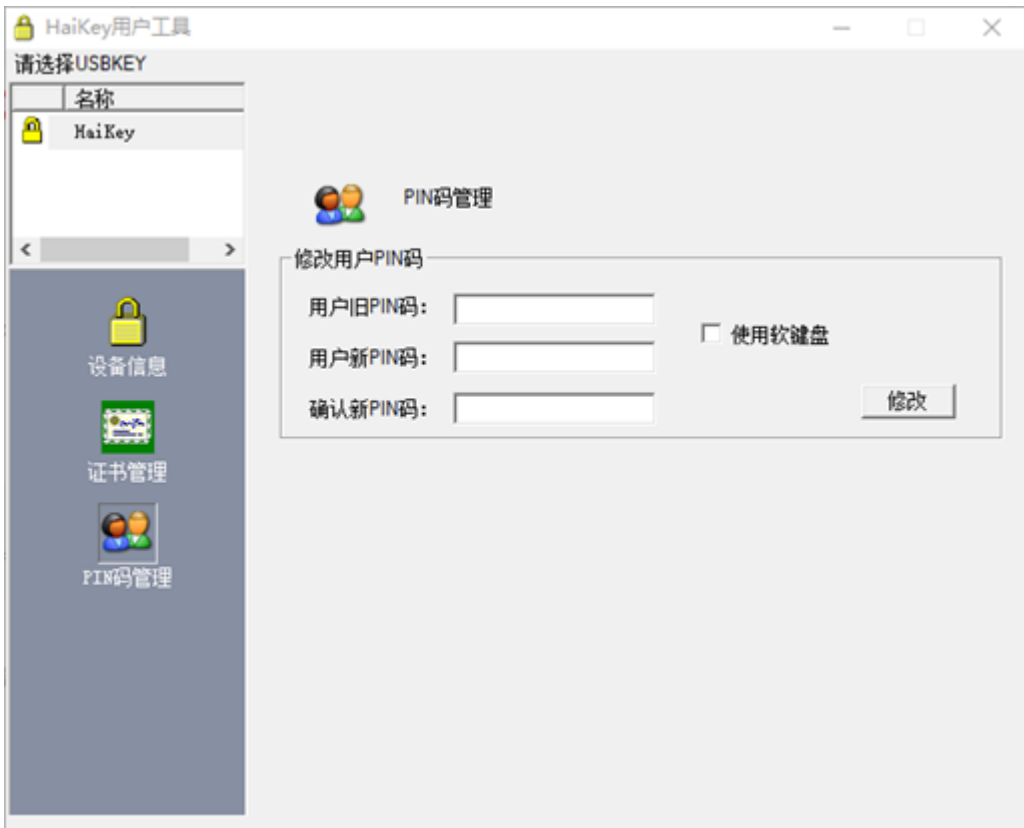 HaiKey用户工具
请选择USBKEY
名称
HaiKey
设备信息
证书管理
PIN码管理
PIN码管理
修改用户PIN码
用户旧PIN码：
用户新PIN码：
确认新PIN码：
使用软键盘
修改